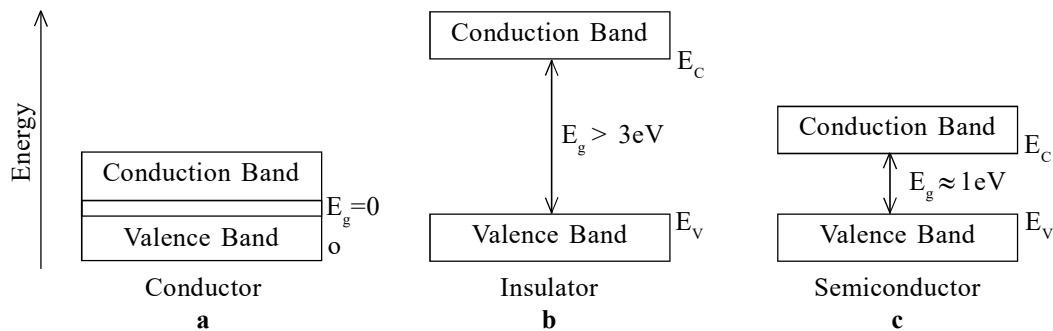 Energy
Conduction Band
E_g=0
Valence Band
o
Conductor
a
Conduction Band
E_C
E_g > 3eV
Valence Band
E_V
Insulator
b
Conduction Band
E_C
E_g ≈ 1eV
Valence Band
E_V
Semiconductor
c